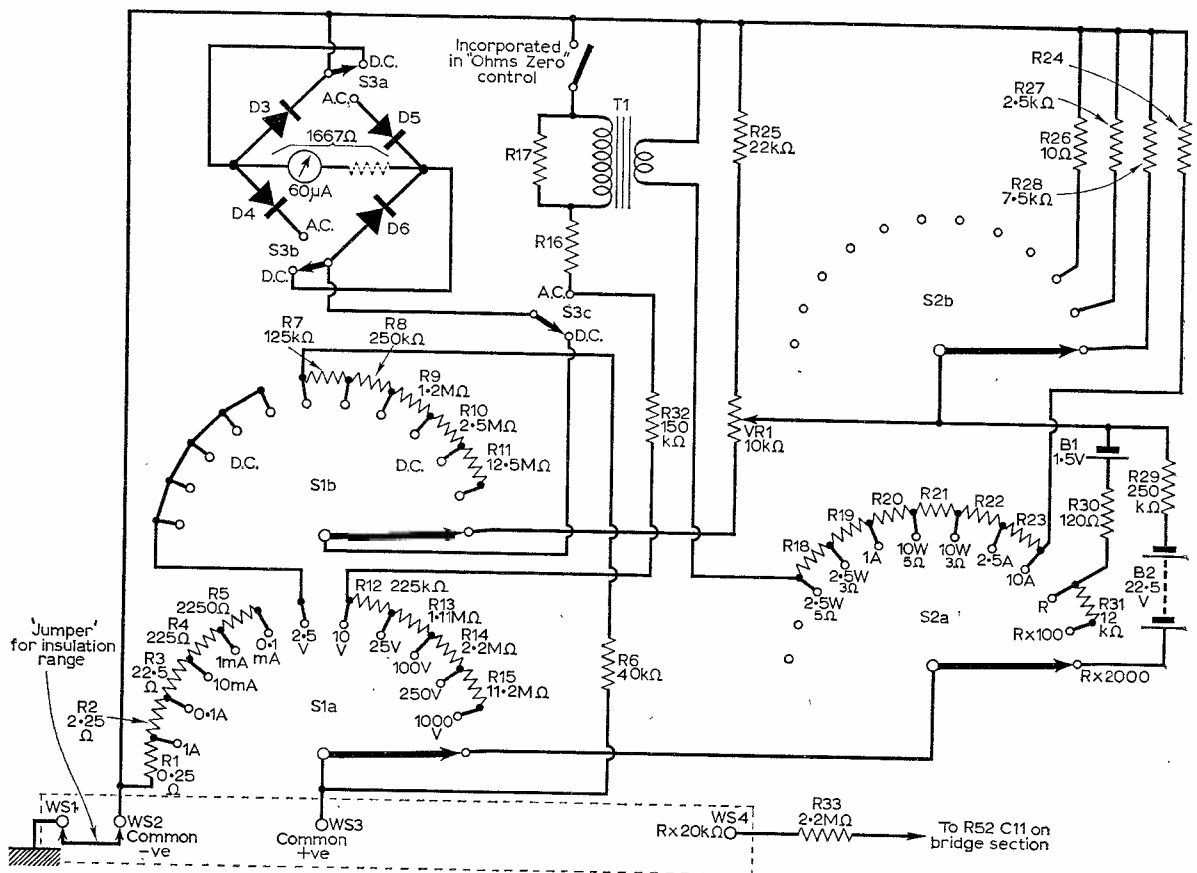 Incorporated
in "Ohms Zero"
control
D.C.
S3a
A.C.
D3
D5
1667Ω
60μA
D4
A.C.
D6
S3b
D.C.
T1
R17
R16
A.C.
S3c
D.C.
R25
22kΩ
R24
R27
2·5kΩ
R26
10Ω
R28
7·5kΩ
S2b
R7
125kΩ
R8
250kΩ
R9
1·2MΩ
R10
2·5MΩ
R11
12·5MΩ
D.C.
D.C.
S1b
R32
150
kΩ
VR1
10kΩ
B1
1·5V
R29
250
kΩ
R30
120Ω
B2
22·5
V
R31
12
kΩ
R18
R19
R20
R21
R22
R23
2·5W
5Ω
2·5W
3Ω
1A
10W
5Ω
10W
3Ω
2·5A
10A
R
Rx100
Rx2000
S2a
R12 225kΩ
R13
1·11MΩ
R14
2·2MΩ
R15
11·2MΩ
2·5
V
10
V
25V
100V
250V
1000
V
R5
2250Ω
R4
225Ω
R3
22·5
Ω
R2
2·25
Ω
R1
0·25
Ω
0·1
mA
1mA
10mA
0·1A
1A
S1a
R6
40kΩ
'Jumper'
for insulation
range
WS1
WS2
Common
-ve
WS3
Common
+ve
WS4
Rx20kΩ
R33
2·2MΩ
To R52 C11 on
bridge section